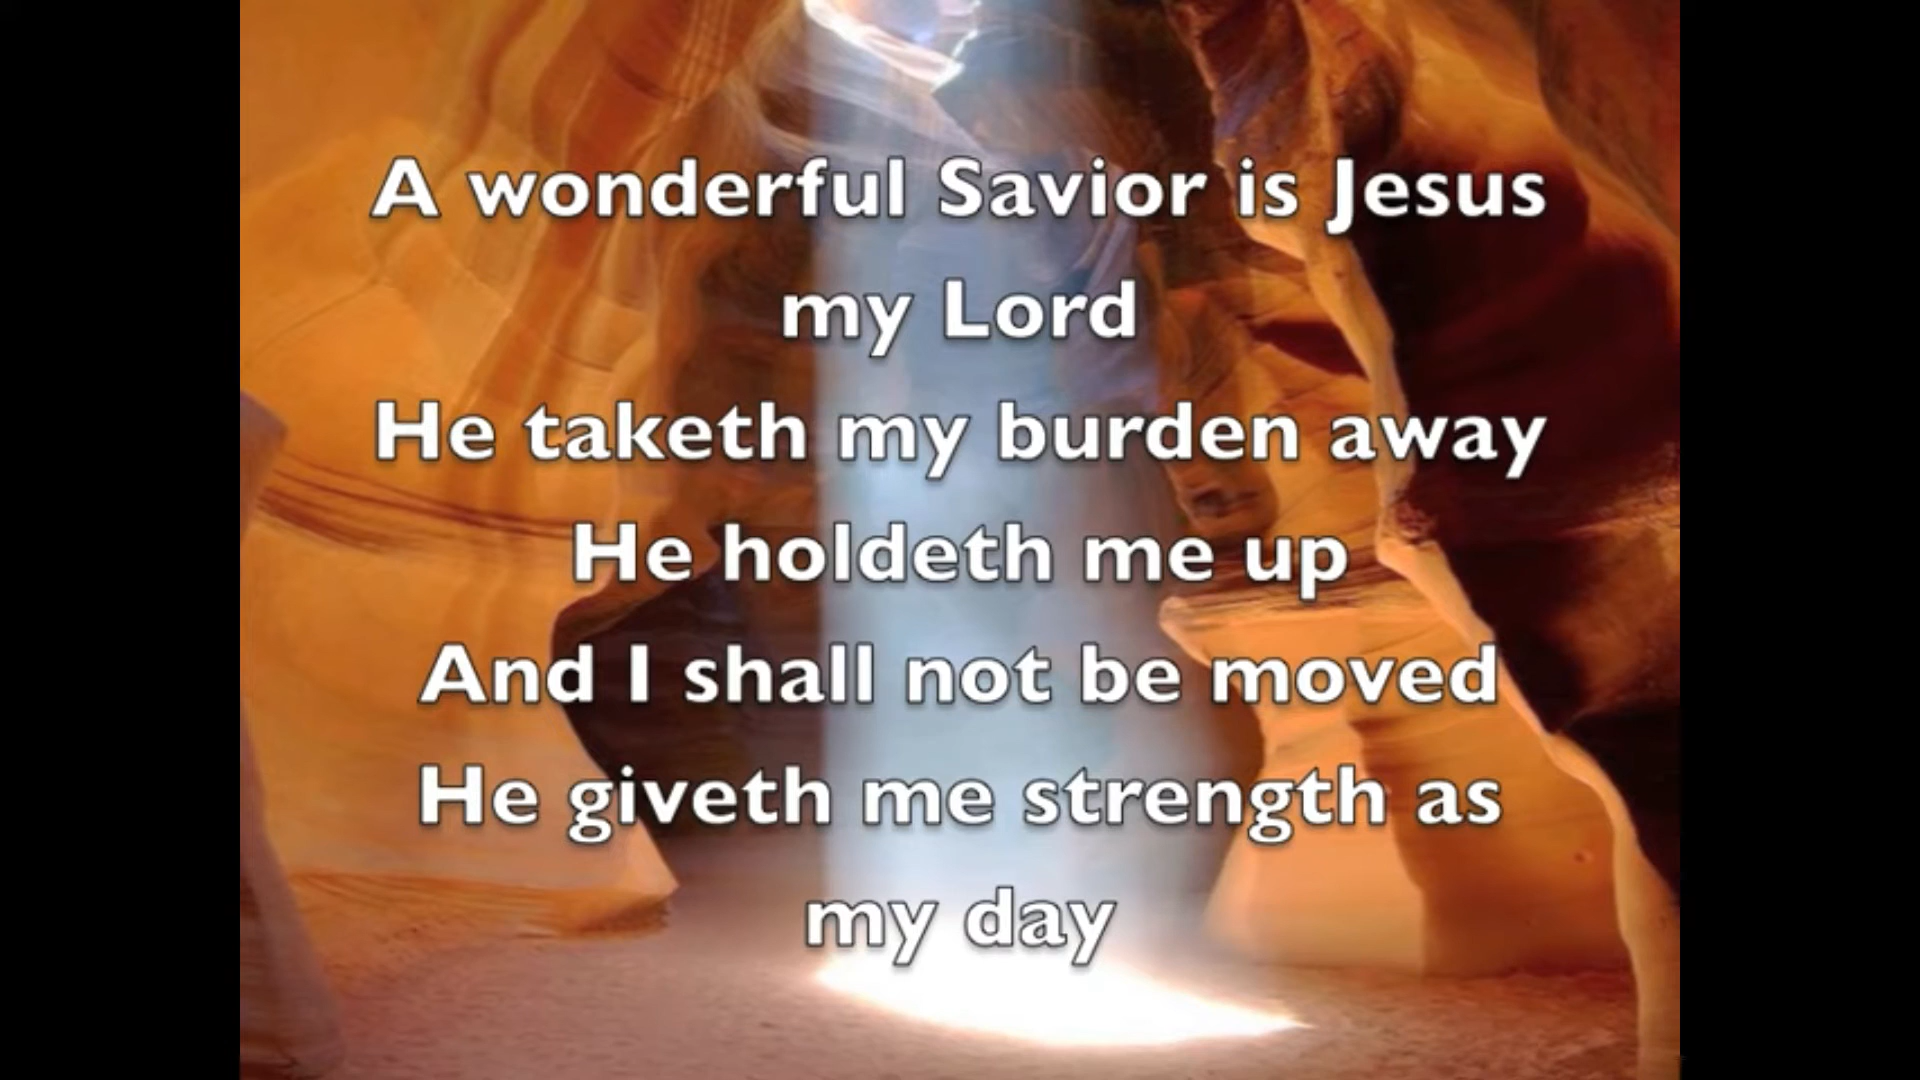 A wonderful Savior is Jesus
my Lord
He taketh my burden away
He holdeth me up
And I shall not be moved
He giveth me strength as
my day